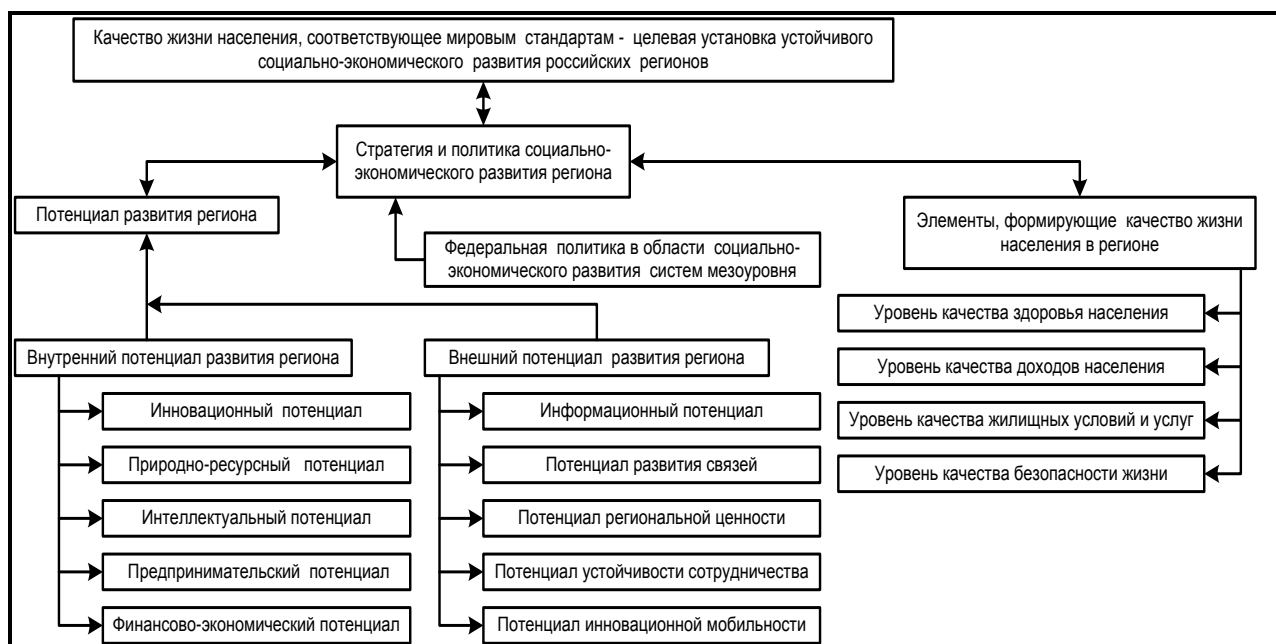 Качество жизни населения, соответствующее мировым стандартам - целевая установка устойчивого
социально-экономического развития российских регионов
Стратегия и политика социально-
экономического развития региона
Потенциал развития региона
Элементы, формирующие качество жизни
населения в регионе
Федеральная политика в области социально-
экономического развития систем мезоуровня
Внутренний потенциал развития региона
Инновационный потенциал
Природно-ресурсный потенциал
Интеллектуальный потенциал
Предпринимательский потенциал
Финансово-экономический потенциал
Внешний потенциал развития региона
Информационный потенциал
Потенциал развития связей
Потенциал региональной ценности
Потенциал устойчивости сотрудничества
Потенциал инновационной мобильности
Уровень качества здоровья населения
Уровень качества доходов населения
Уровень качества жилищных условий и услуг
Уровень качества безопасности жизни